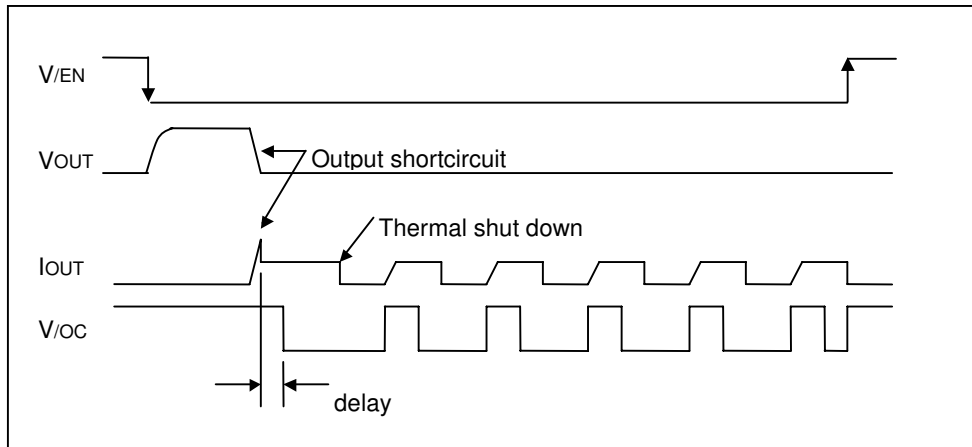 V/EN
VOUT
Output shortcircuit
Thermal shut down
IOUT
V/OC
delay